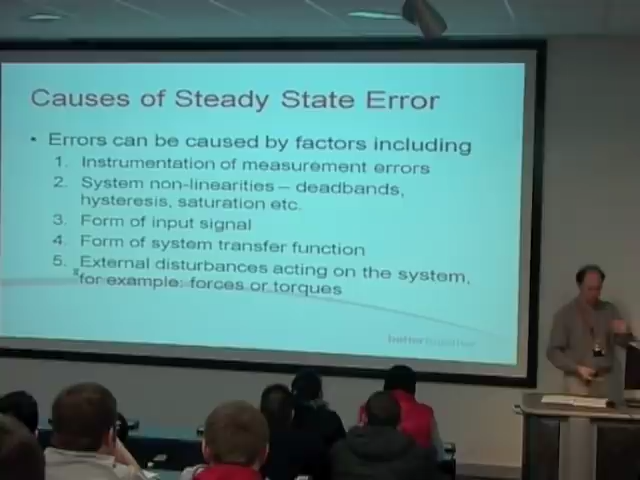 Causes of Steady State Error
• Errors can be caused by factors including
1. Instrumentation of measurement errors
2. System non-linearities – deadbands,
hysteresis, saturation etc.
3. Form of input signal
4. Form of system transfer function
5. External disturbances acting on the system,
for example: forces or torques
better together